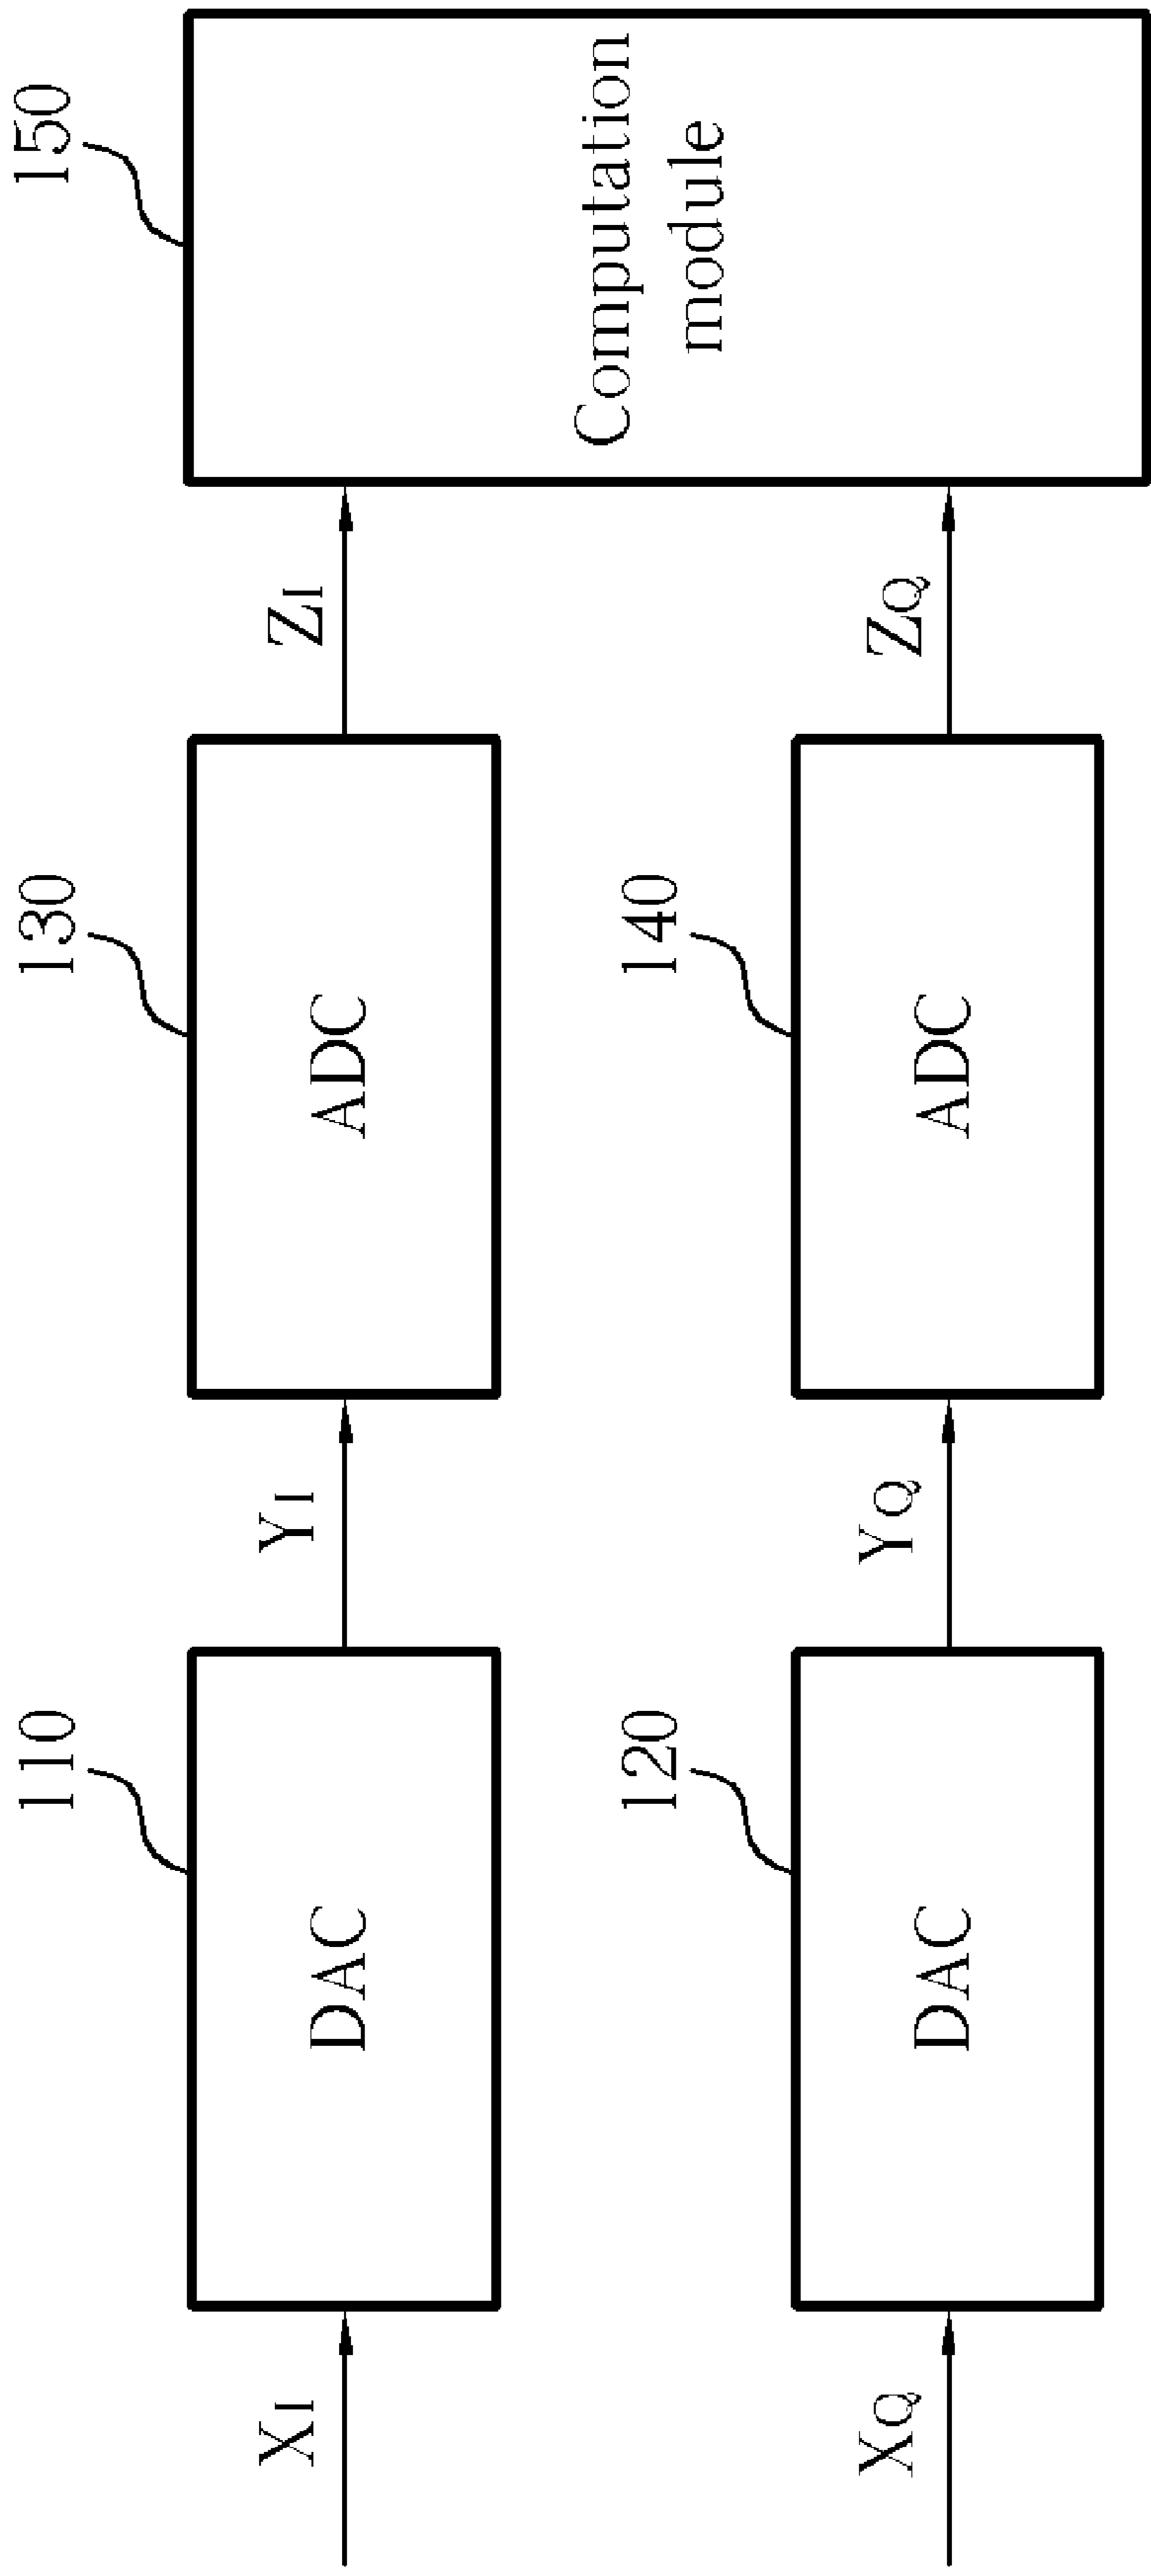 110
130
150
XI
DAC
YI
ADC
ZI
Computation
module
120
140
XQ
DAC
YQ
ADC
ZQ